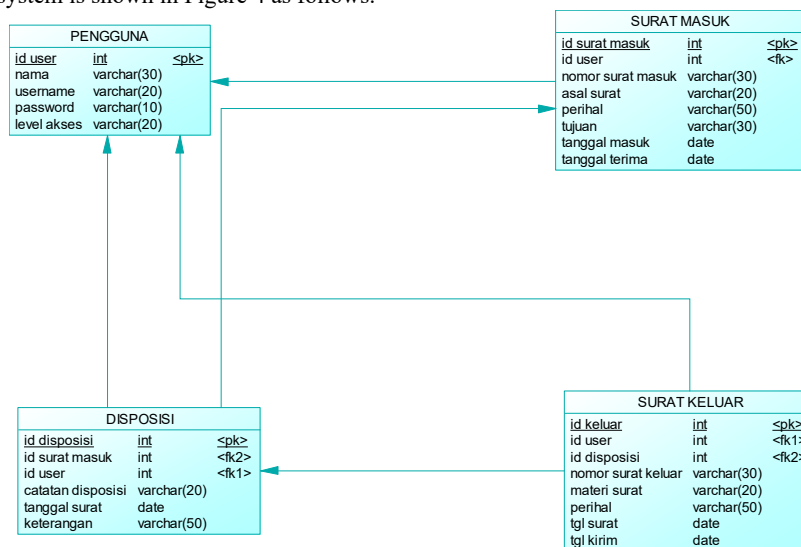 system is shown in Figure 4 as follows.
PENGGUNA
id user int <pk>
nama varchar(30)
username varchar(20)
password varchar(10)
level akses varchar(20)
SURAT MASUK
id surat masuk int <pk>
id user int <fk>
nomor surat masuk varchar(30)
asal surat varchar(20)
perihal varchar(50)
tujuan varchar(30)
tanggal masuk date
tanggal terima date
DISPOSISI
id disposisi int <pk>
id surat masuk int <fk2>
id user int <fk1>
catatan disposisi varchar(20)
tanggal surat date
keterangan varchar(50)
SURAT KELUAR
id keluar int <pk>
id user int <fk1>
id disposisi int <fk2>
nomor surat keluar varchar(30)
materi surat varchar(20)
perihal varchar(50)
tgl surat date
tgl kirim date